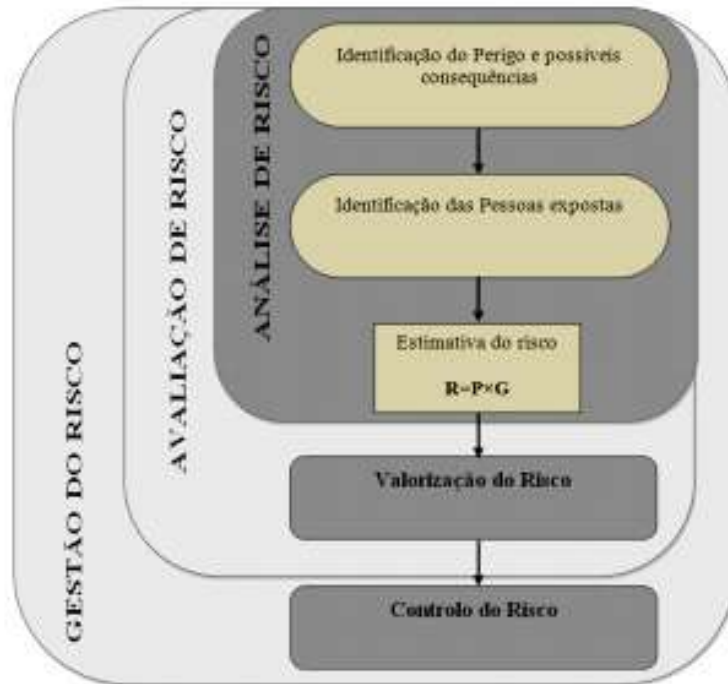 GESTÃO DO RISCO
AVALIAÇÃO DE RISCO
ANÁLISE DE RISCO
Identificação do Perigo e possíveis
consequências
Identificação das Pessoas expostas
Estimativa do risco
R=P×G
Valorização do Risco
Controlo do Risco